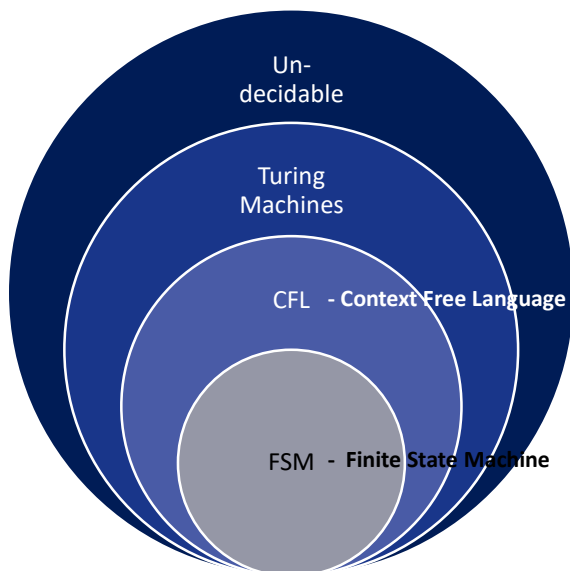 Un-
decidable
Turing
Machines
CFL - Context Free Language
FSM - Finite State Machine